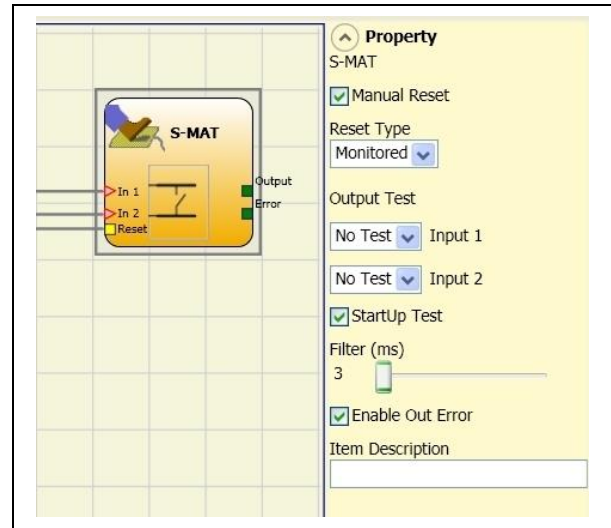 S-MAT
In 1
In 2
Reset
Output
Error
Property
S-MAT
Manual Reset
Reset Type
Monitored
Output Test
No Test Input 1
No Test Input 2
StartUp Test
Filter (ms)
3
Enable Out Error
Item Description